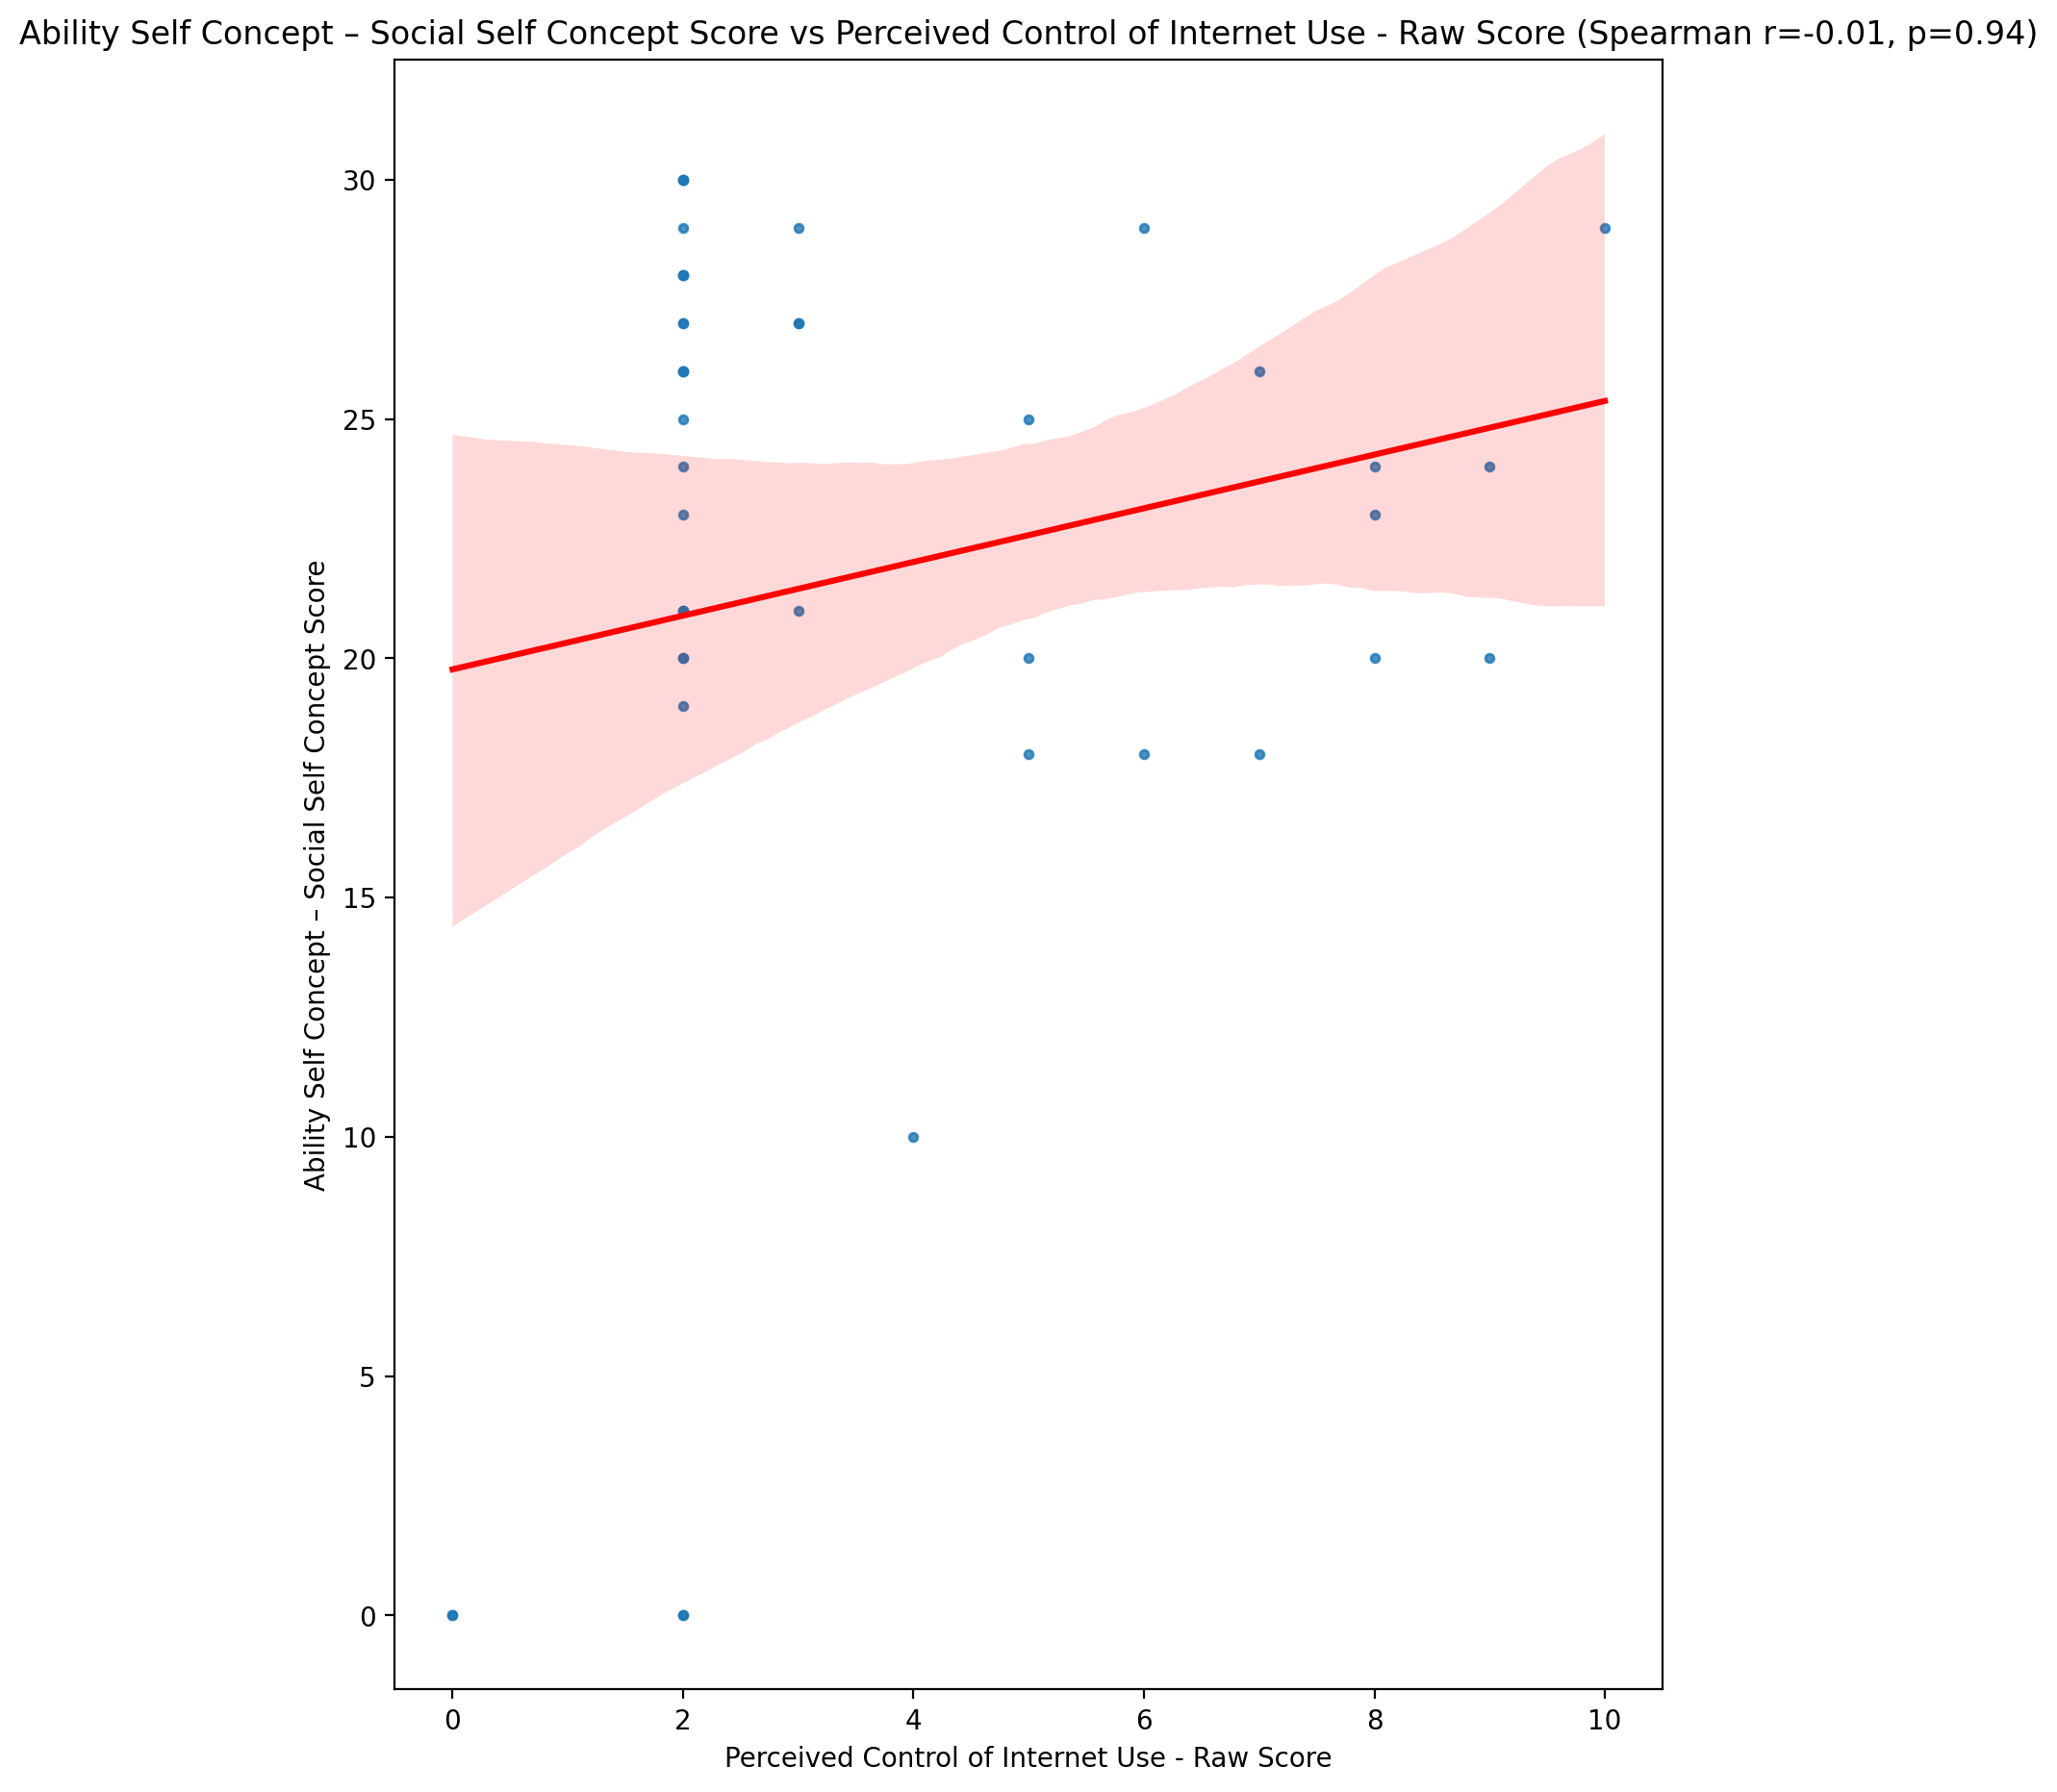 Ability Self Concept – Social Self Concept Score vs Perceived Control of Internet Use - Raw Score (Spearman r=-0.01, p=0.94)
Ability Self Concept – Social Self Concept Score
30
25
20
15
10
5
0
0 2 4 6 8 10
Perceived Control of Internet Use - Raw Score